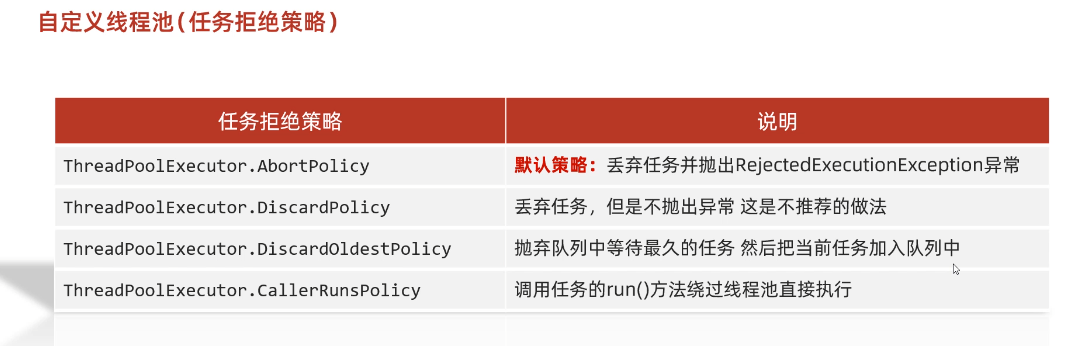 自定义线程池(任务拒绝策略)
任务拒绝策略 说明
ThreadPoolExecutor.AbortPolicy 默认策略：丢弃任务并抛出RejectedExecutionException异常
ThreadPoolExecutor.DiscardPolicy 丢弃任务，但是不抛出异常 这是不推荐的做法
ThreadPoolExecutor.DiscardOldestPolicy 抛弃队列中等待最久的任务 然后把当前任务加入队列中
ThreadPoolExecutor.CallerRunsPolicy 调用任务的run()方法绕过线程池直接执行